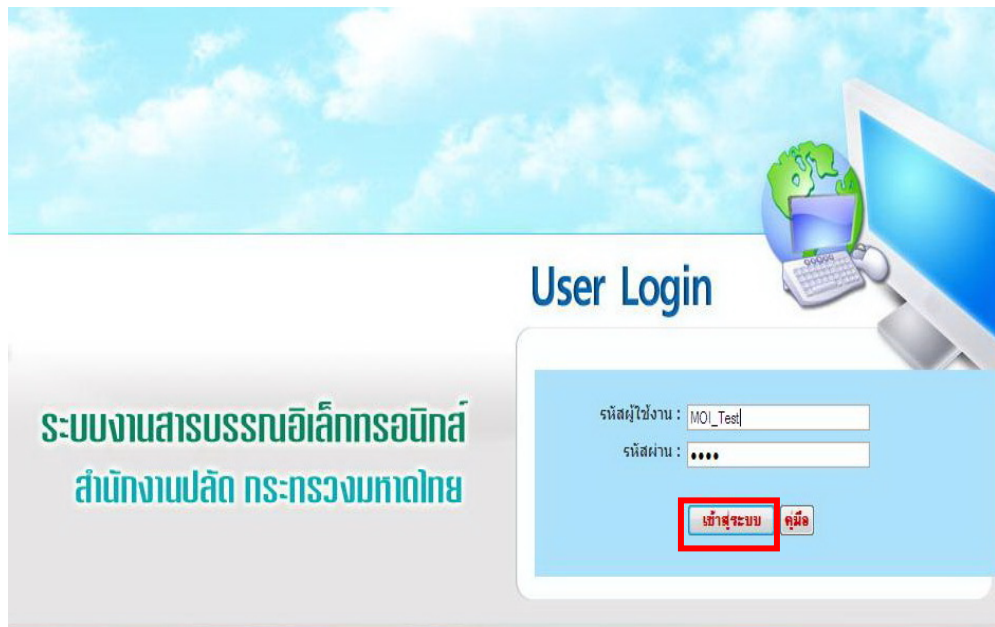 User Login
ระบบงานสารบรรณอิเล็กทรอนิกส์
สำนักงานปลัด กระทรวงมหาดไทย
รหัสผู้ใช้งาน : MOI_Test
รหัสผ่าน : ••••
เข้าสู่ระบบ คู่มือ